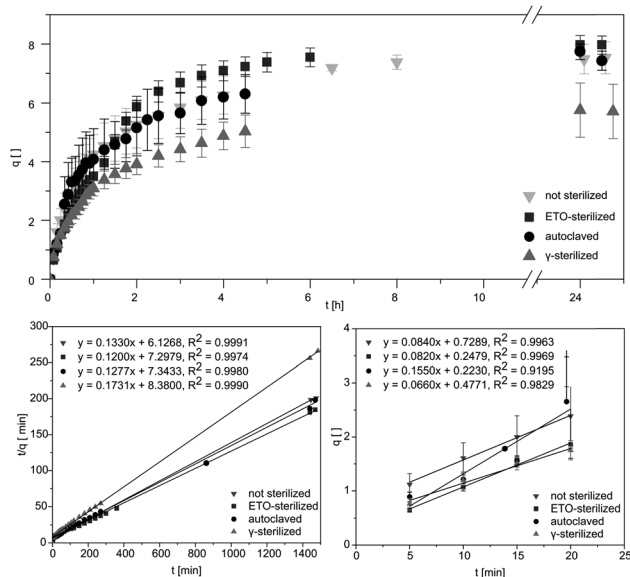 8
6
4
2
0
q [ ]
not sterilized
ETO-sterilized
autoclaved
γ-sterilized
0 2 4 6 8 10 24
t [h]
300
250
200
150
100
50
0
t/q [ min]
y = 0.1330x + 6.1268, R² = 0.9991
y = 0.1200x + 7.2979, R² = 0.9974
y = 0.1277x + 7.3433, R² = 0.9980
y = 0.1731x + 8.3800, R² = 0.9990
not sterilized
ETO-sterilized
autoclaved
γ-sterilized
0 200 400 600 800 1000 1200 1400
t [min]
4
3
2
1
0
q [ ]
y = 0.0840x + 0.7289, R² = 0.9963
y = 0.0820x + 0.2479, R² = 0.9969
y = 0.1550x + 0.2230, R² = 0.9195
y = 0.0660x + 0.4771, R² = 0.9829
not sterilized
ETO-sterilized
autoclaved
γ-sterilized
0 5 10 15 20 25
t [min]